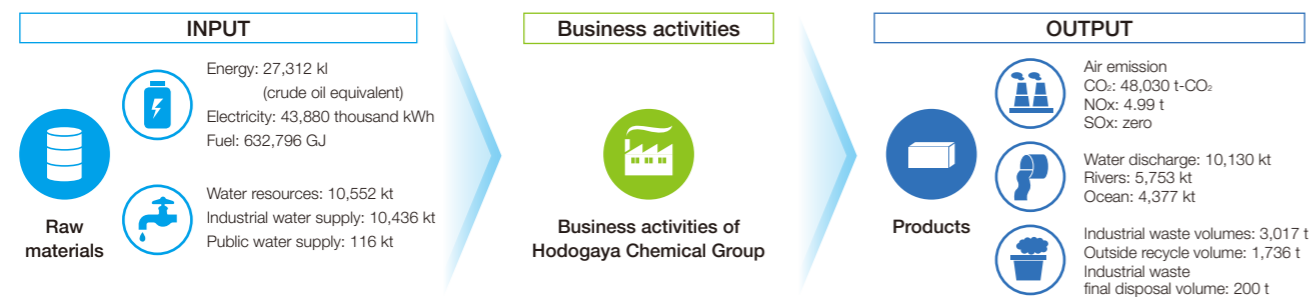 INPUT
Energy: 27,312 kl
(crude oil equivalent)
Electricity: 43,880 thousand kWh
Fuel: 632,796 GJ
Water resources: 10,552 kt
Industrial water supply: 10,436 kt
Public water supply: 116 kt
Raw
materials
Business activities
Business activities of
Hodogaya Chemical Group
OUTPUT
Products
Air emission
CO₂: 48,030 t-CO₂
NOx: 4.99 t
SOx: zero
Water discharge: 10,130 kt
Rivers: 5,753 kt
Ocean: 4,377 kt
Industrial waste volumes: 3,017 t
Outside recycle volume: 1,736 t
Industrial waste
final disposal volume: 200 t